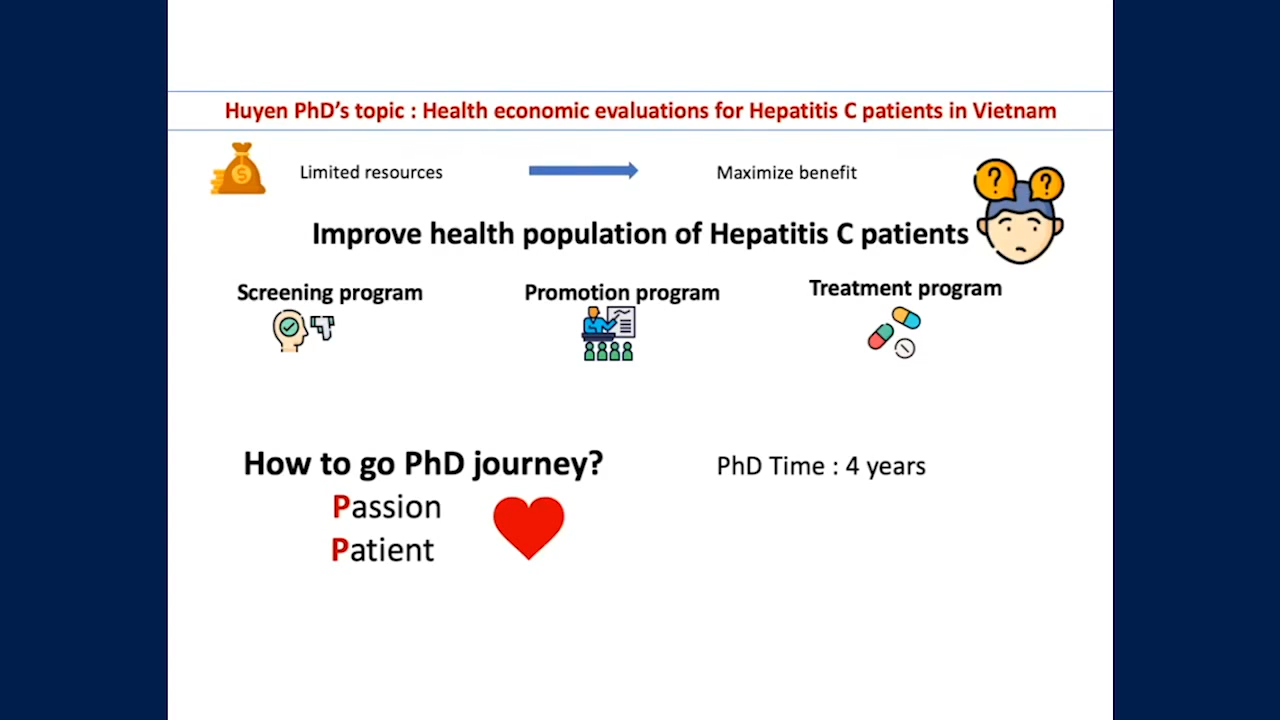 Huyen PhD’s topic : Health economic evaluations for Hepatitis C patients in Vietnam
Limited resources
Maximize benefit
Improve health population of Hepatitis C patients
Screening program
Promotion program
Treatment program
How to go PhD journey?
PhD Time : 4 years
Passion
Patient